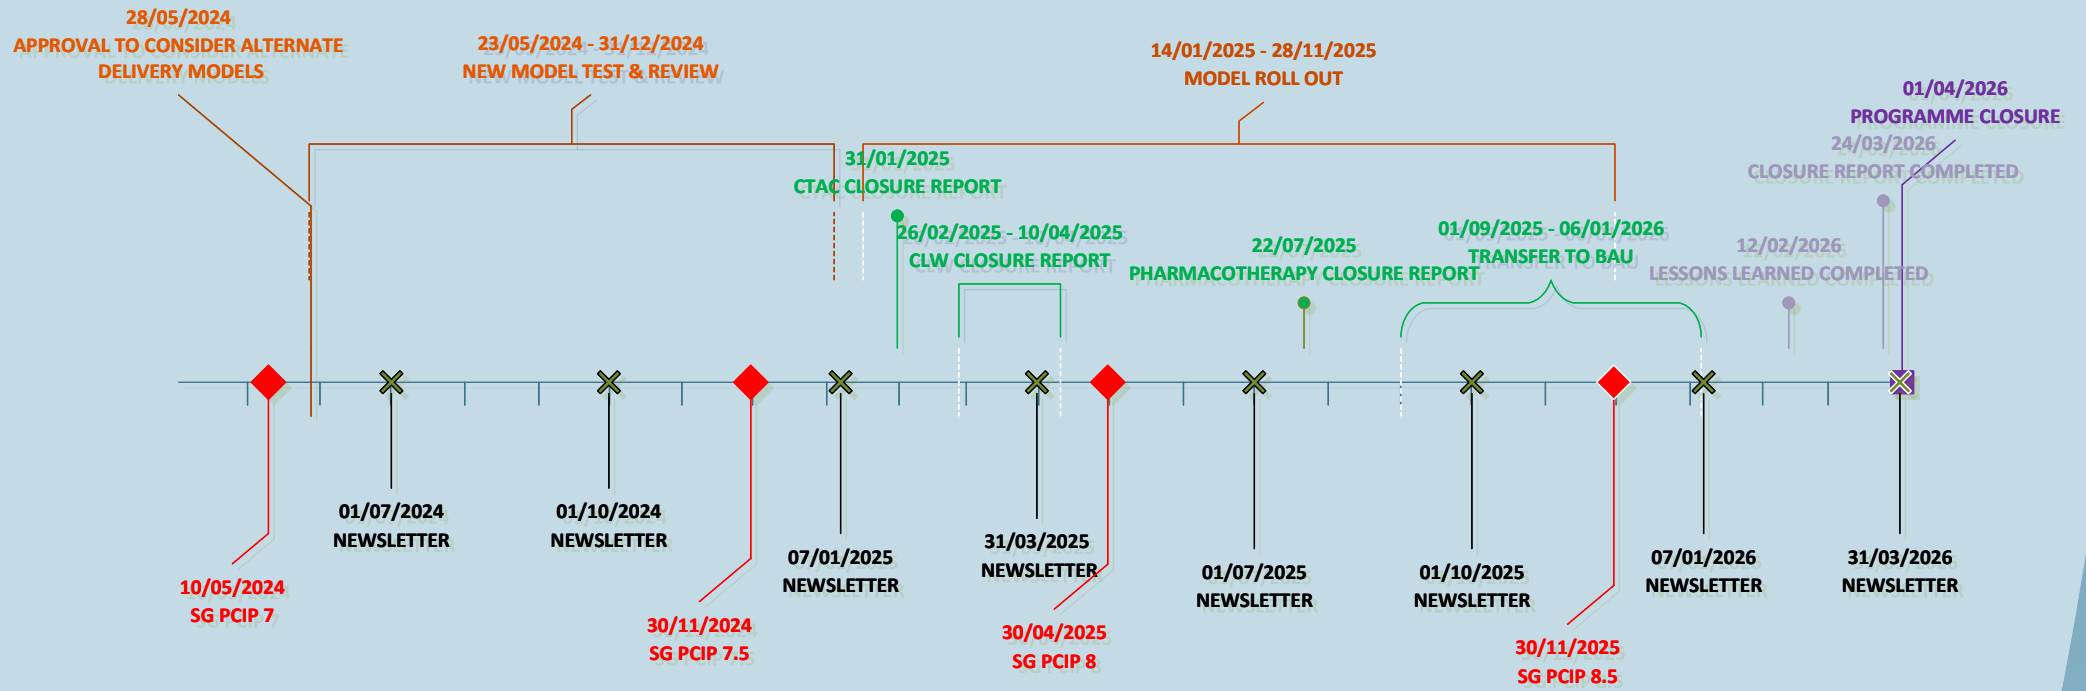 28/05/2024
APPROVAL TO CONSIDER ALTERNATE
DELIVERY MODELS
23/05/2024 - 31/12/2024
NEW MODEL TEST & REVIEW
14/01/2025 - 28/11/2025
MODEL ROLL OUT
01/04/2026
PROGRAMME CLOSURE
24/03/2026
CLOSURE REPORT COMPLETED
31/01/2025
CTAC CLOSURE REPORT
26/02/2025 - 10/04/2025
CLW CLOSURE REPORT
22/07/2025
PHARMACOTHERAPY CLOSURE REPORT
01/09/2025 - 06/01/2026
TRANSFER TO BAU
12/02/2026
LESSONS LEARNED COMPLETED
10/05/2024
SG PCIP 7
01/07/2024
NEWSLETTER
01/10/2024
NEWSLETTER
30/11/2024
SG PCIP 7.5
07/01/2025
NEWSLETTER
31/03/2025
NEWSLETTER
30/04/2025
SG PCIP 8
01/07/2025
NEWSLETTER
01/10/2025
NEWSLETTER
30/11/2025
SG PCIP 8.5
07/01/2026
NEWSLETTER
31/03/2026
NEWSLETTER